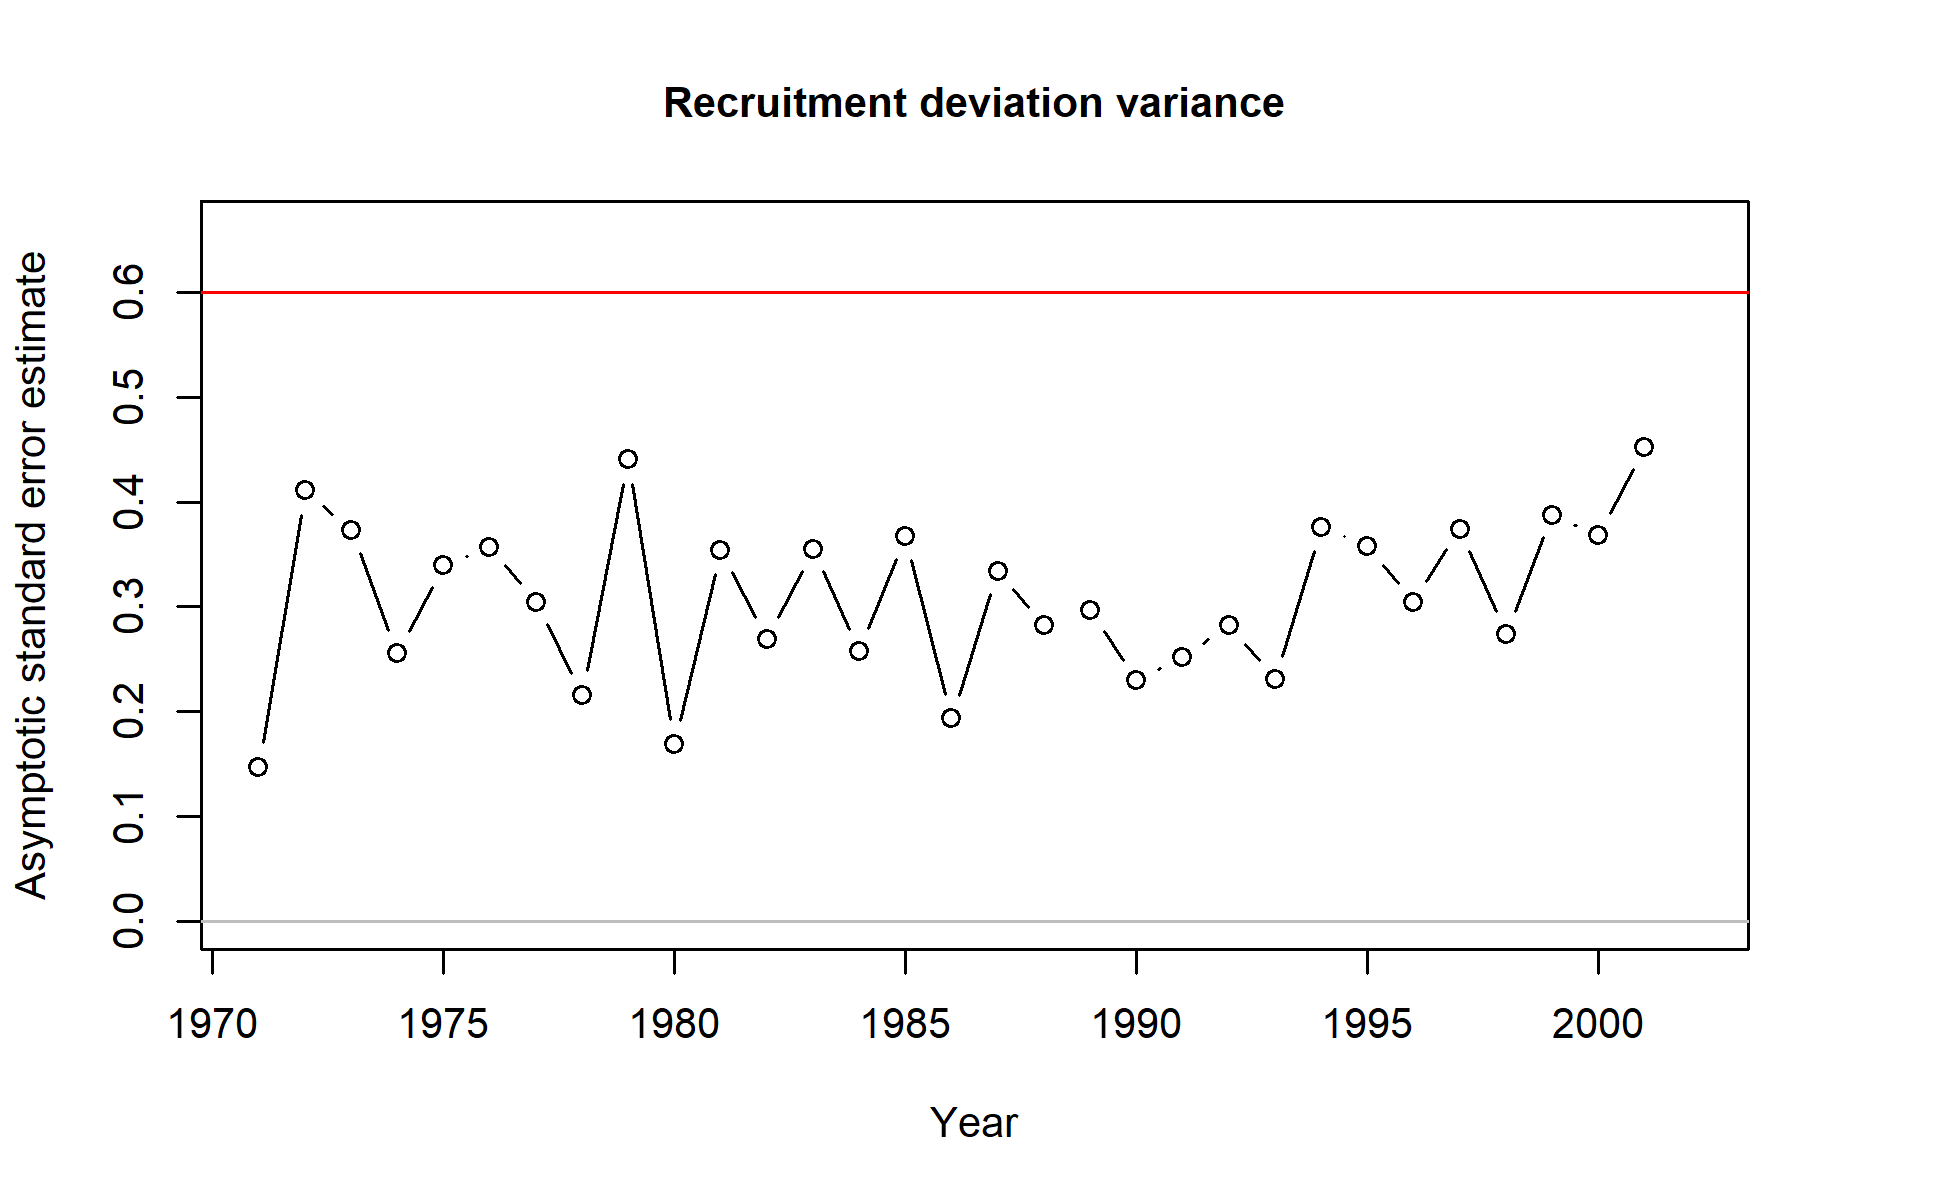 Recruitment deviation variance
Asymptotic standard error estimate
0.6
0.5
0.4
0.3
0.2
0.1
0.0
1970 1975 1980 1985 1990 1995 2000
Year